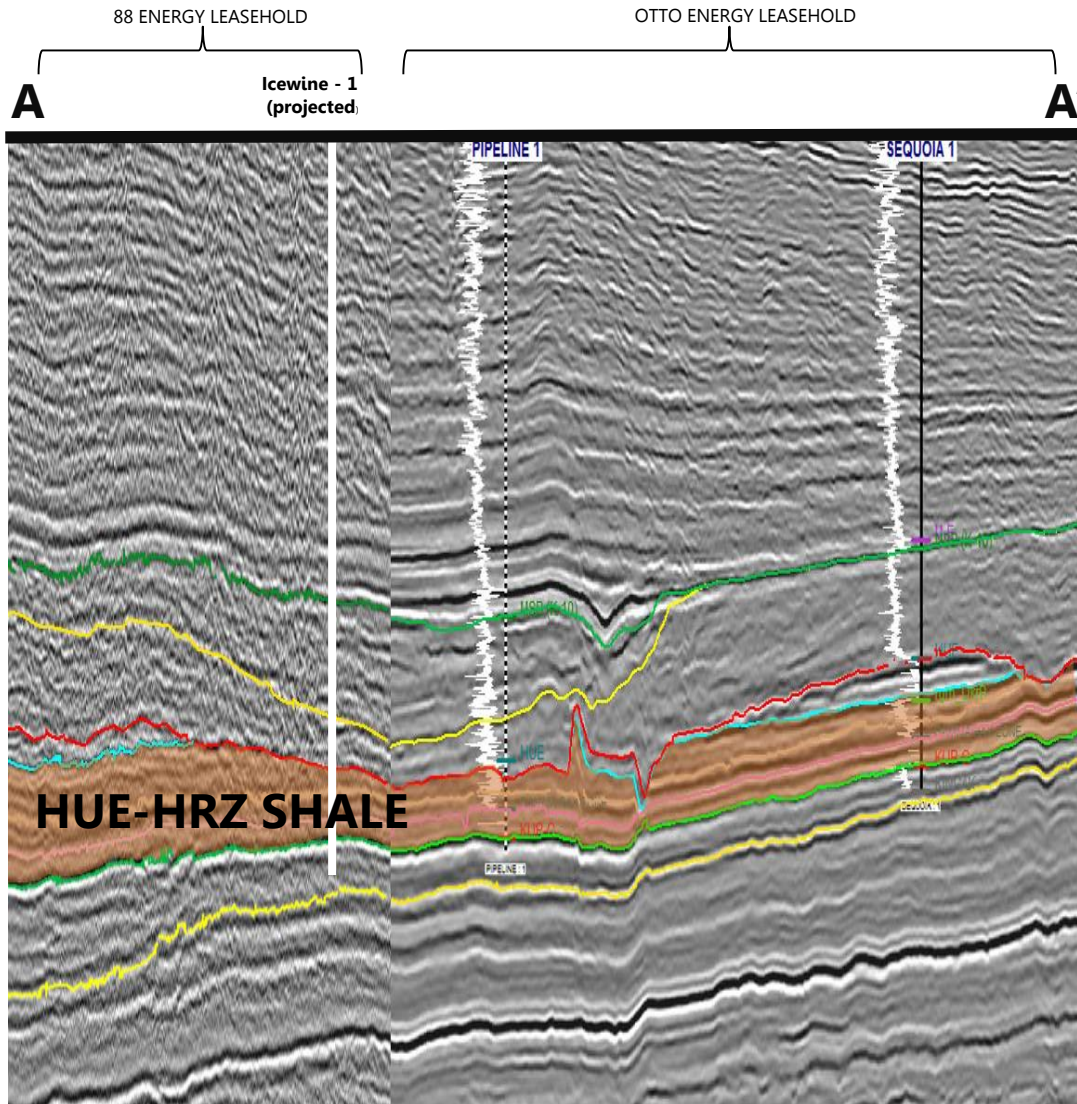 88 ENERGY LEASEHOLD
OTTO ENERGY LEASEHOLD
A
Icewine - 1
(projected)
A'
PIPELINE 1
SEQUOIA 1
HUE
HUE-HRZ SHALE
KUP C
KUP C
PIPELINE 1